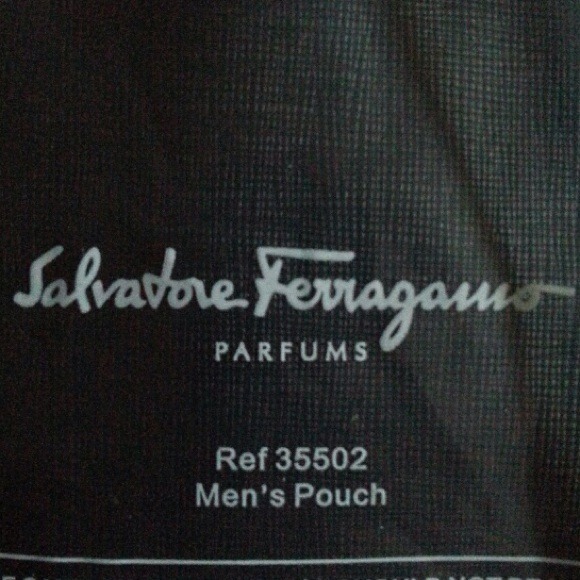 Salvatore Ferragamo
PARFUMS
Ref 35502
Men's Pouch